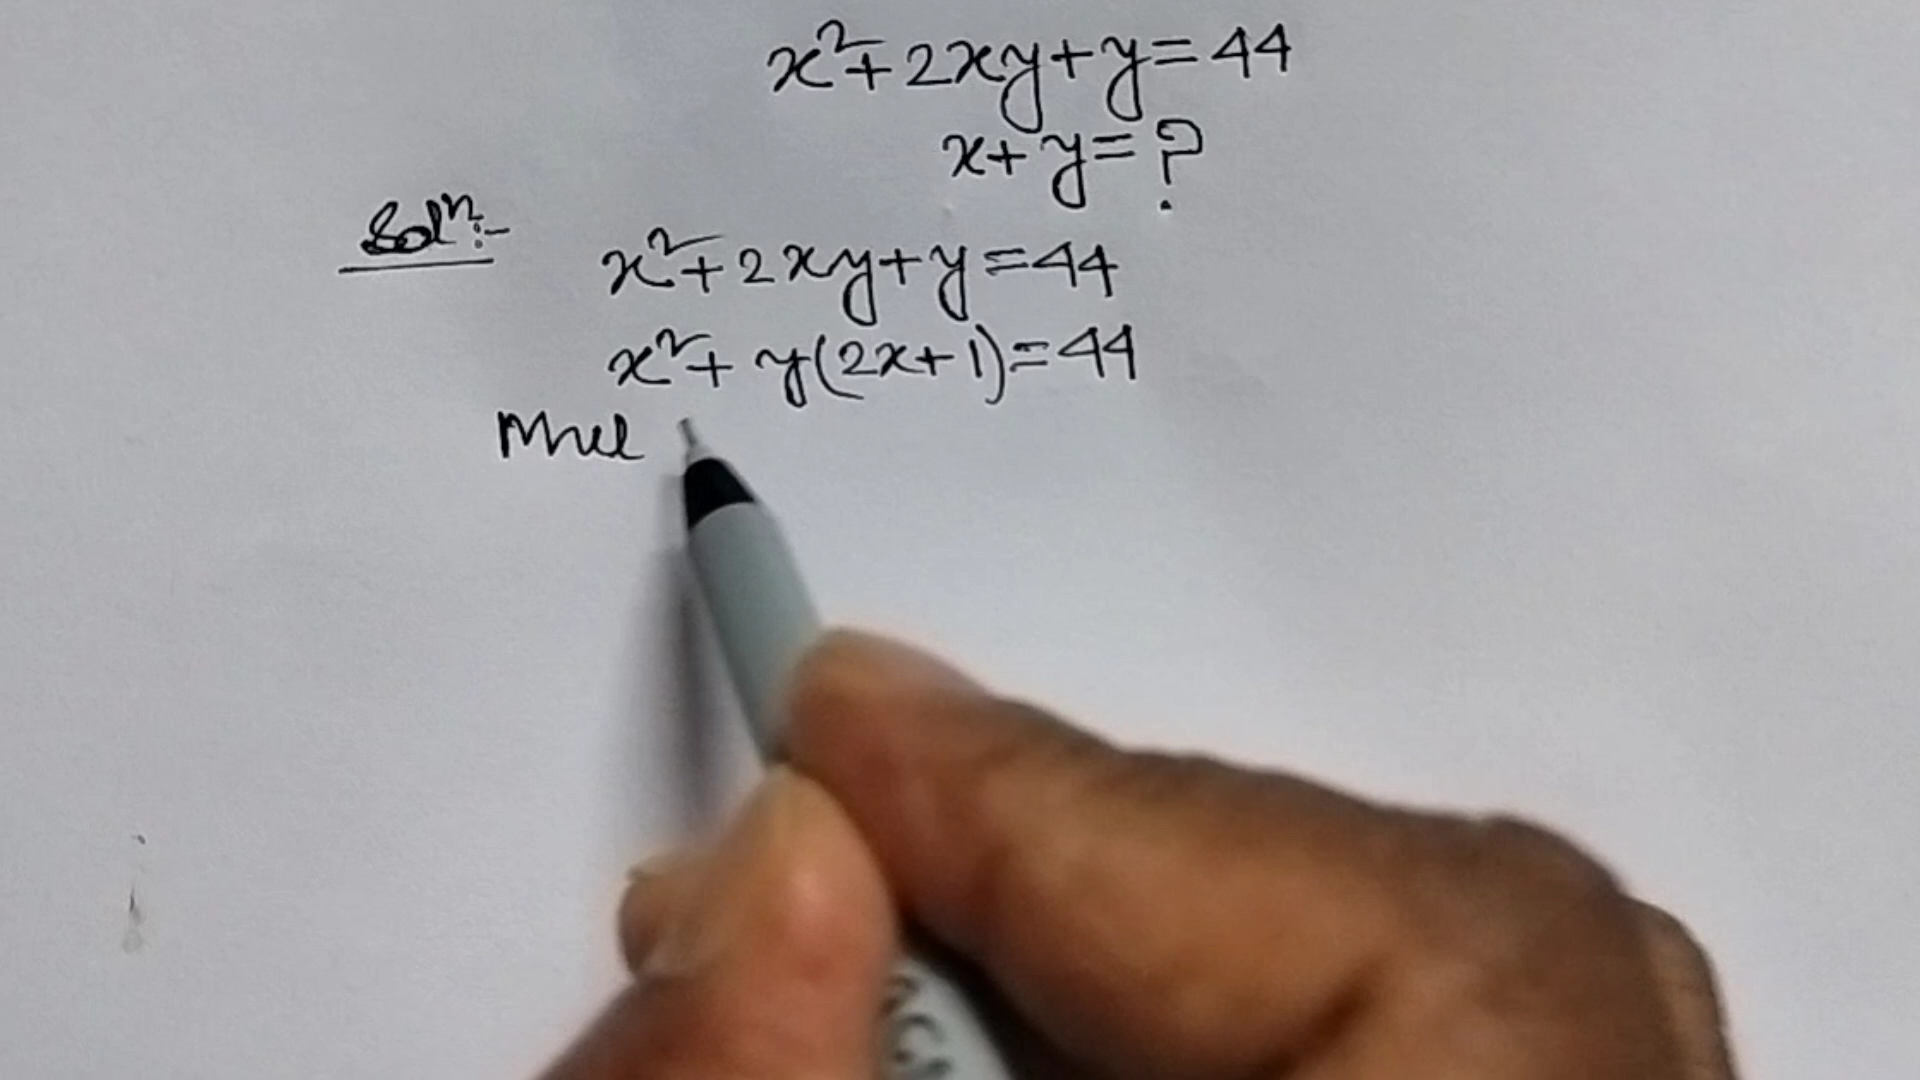 x²+2xy+y=44
x+y=?
Solⁿ:-
x²+2xy+y=44
x²+y(2x+1)=44
Mul